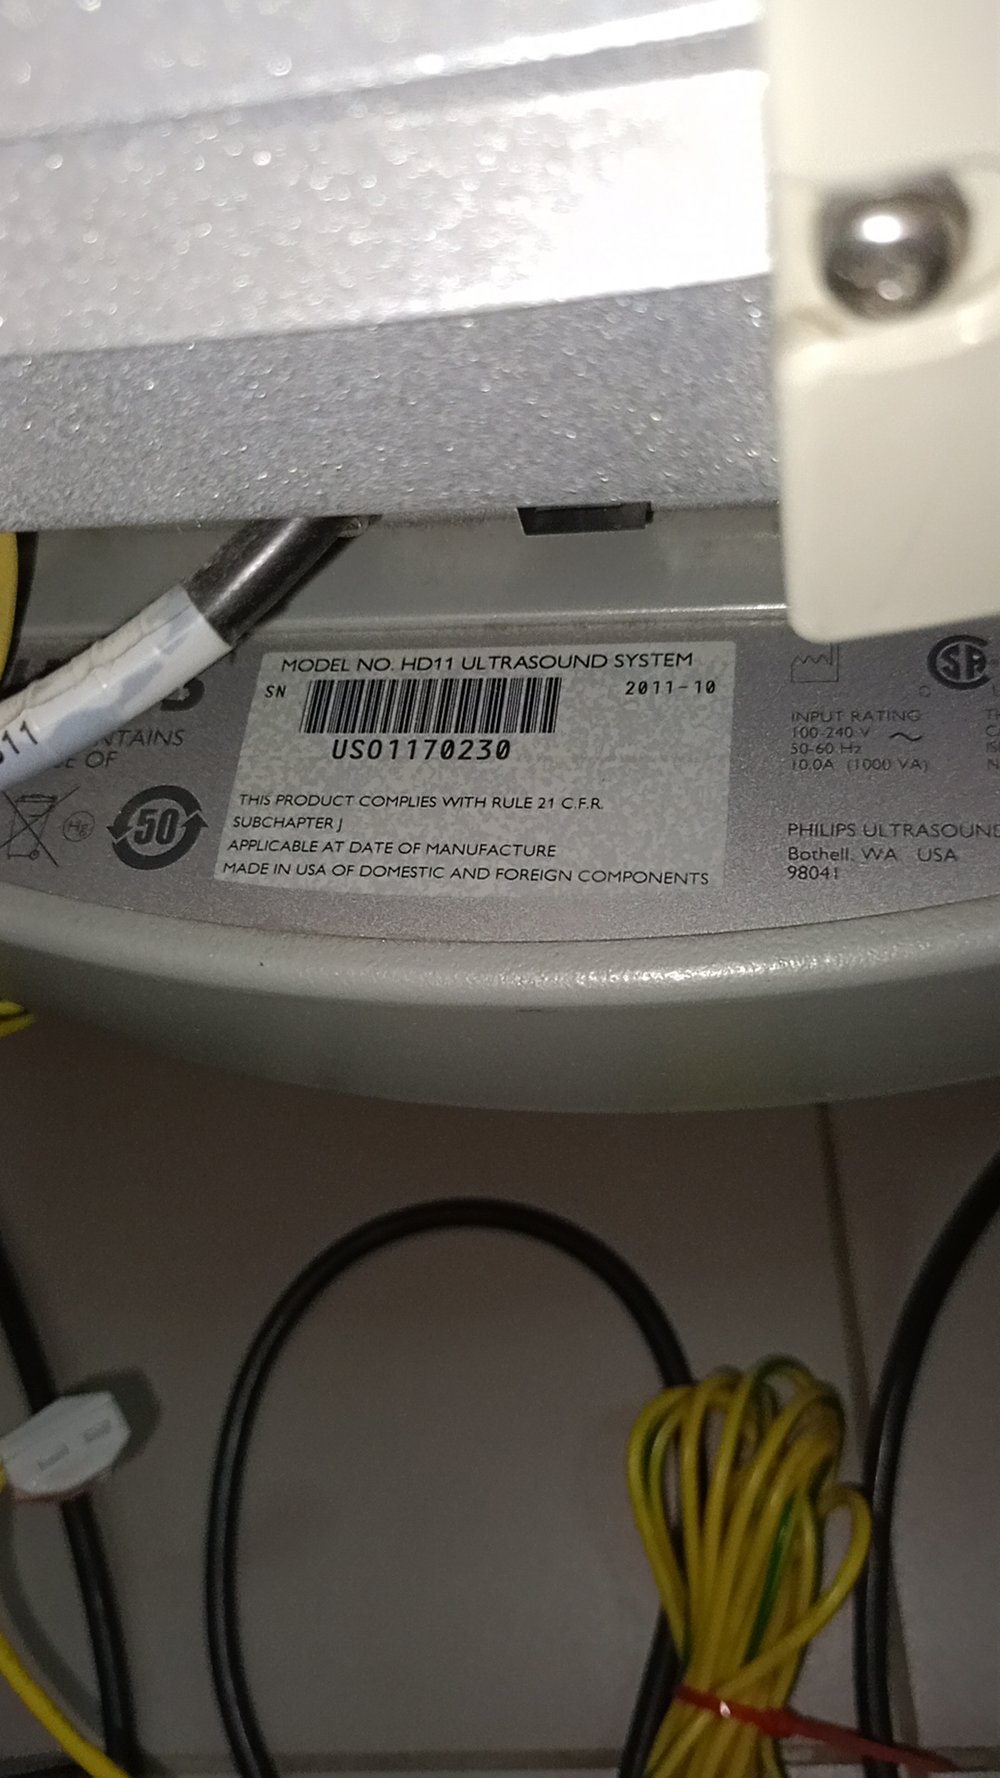 MODEL NO. HD11 ULTRASOUND SYSTEM
SN
2011-10
US01170230
THIS PRODUCT COMPLIES WITH RULE 21 C.F.R.
SUBCHAPTER J
APPLICABLE AT DATE OF MANUFACTURE
MADE IN USA OF DOMESTIC AND FOREIGN COMPONENTS
OF
Hg
50
INPUT RATING
100-240 V
50-60 Hz
10.0A (1000 VA)
PHILIPS ULTRASOUND
Bothell, WA USA
98041